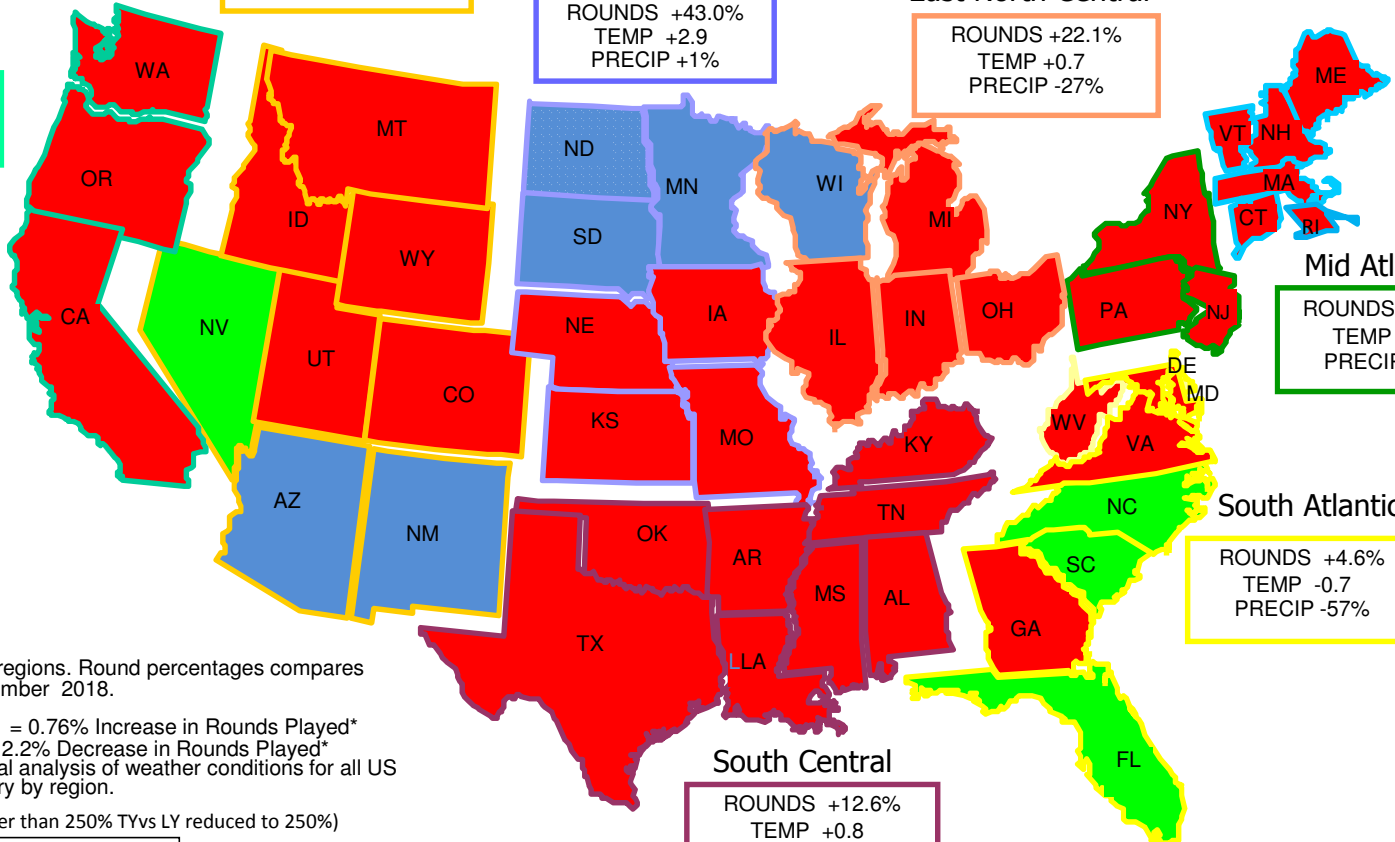 East North Central
ROUNDS +43.0%
TEMP +2.9
PRECIP +1%
ROUNDS +22.1%
TEMP +0.7
PRECIP -27%
WA
MT
ND
MN
WI
MI
ME
VT
NH
MA
CT
RI
NY
OR
ID
WY
SD
Mid Atl
ROUNDS
TEMP
PRECIP
CA
NV
UT
CO
NE
IA
IL
IN
OH
PA
NJ
DE
MD
WV
VA
KS
MO
KY
AZ
NM
OK
AR
TN
NC
SC
South Atlantic
ROUNDS +4.6%
TEMP -0.7
PRECIP -57%
TX
LLA
MS
AL
GA
FL
regions. Round percentages compares
mber 2018.
= 0.76% Increase in Rounds Played*
2.2% Decrease in Rounds Played*
al analysis of weather conditions for all US
ry by region.
er than 250% TYvs LY reduced to 250%)
South Central
ROUNDS +12.6%
TEMP +0.8